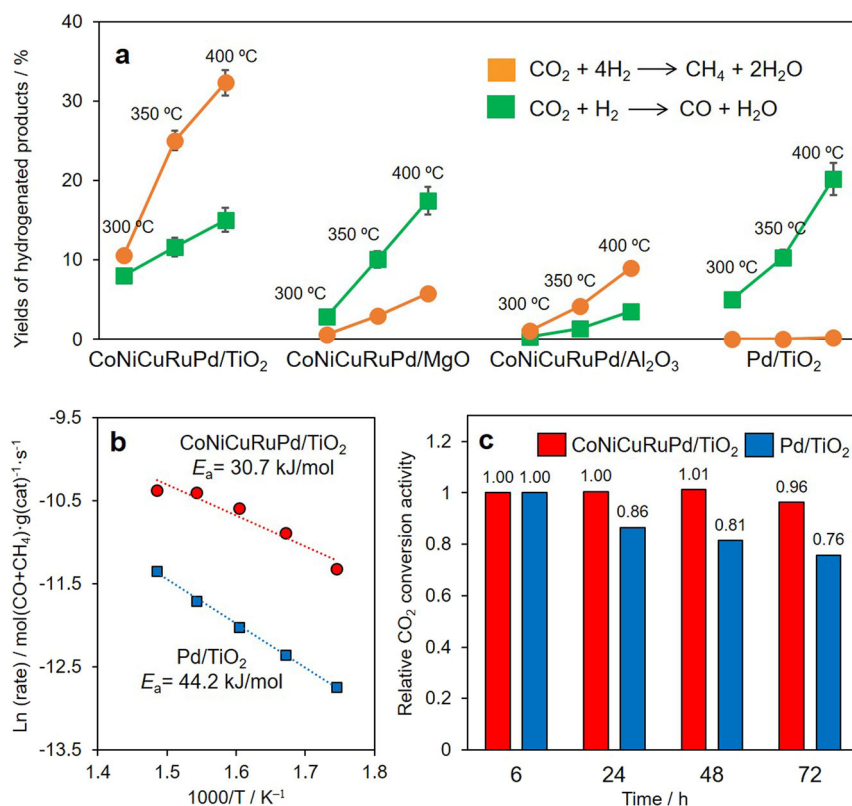 Yields of hydrogenated products / %
40
30
20
10
0
a
CO₂ + 4H₂ → CH₄ + 2H₂O
CO₂ + H₂ → CO + H₂O
300 ºC
350 ºC
400 ºC
300 ºC
350 ºC
400 ºC
300 ºC
350 ºC
400 ºC
300 ºC
350 ºC
400 ºC
CoNiCuRuPd/TiO₂ CoNiCuRuPd/MgO CoNiCuRuPd/Al₂O₃ Pd/TiO₂
Ln (rate) / mol(CO+CH₄)·g(cat)⁻¹·s⁻¹
-9.5
-10.5
-11.5
-12.5
-13.5
b
CoNiCuRuPd/TiO₂
Eₐ= 30.7 kJ/mol
Pd/TiO₂
Eₐ= 44.2 kJ/mol
1.4 1.5 1.6 1.7 1.8
1000/T / K⁻¹
Relative CO₂ conversion activity
1.2
1
0.8
0.6
0.4
0.2
0
c
CoNiCuRuPd/TiO₂ Pd/TiO₂
1.00 1.00 1.00 0.86 1.01 0.81 0.96 0.76
6 24 48 72
Time / h